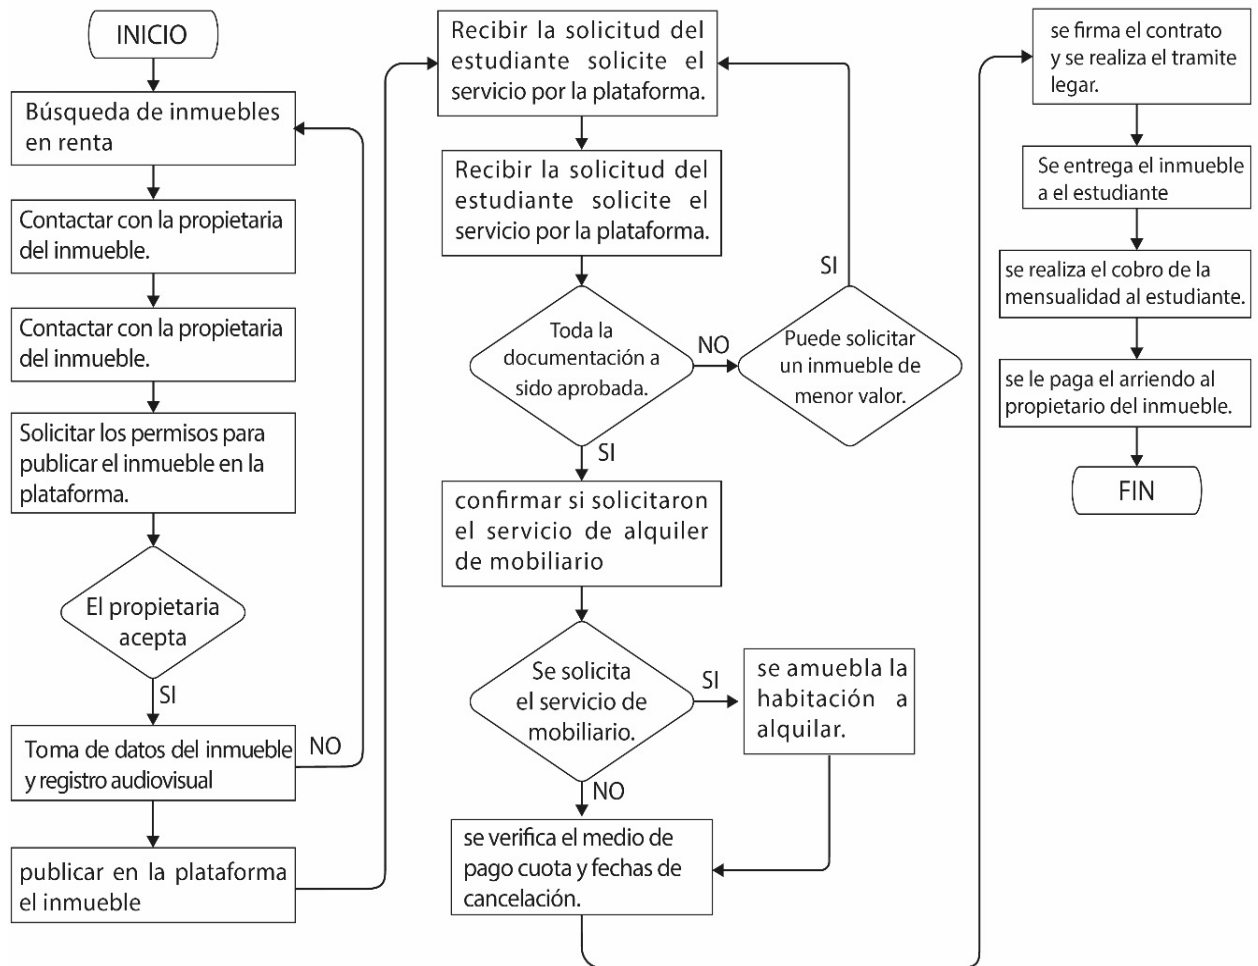 INICIO
Búsqueda de inmuebles
en renta
Contactar con la propietaria
del inmueble.
Contactar con la propietaria
del inmueble.
Solicitar los permisos para
publicar el inmueble en la
plataforma.
El propietaria
acepta
SI
Toma de datos del inmueble
y registro audiovisual
NO
publicar en la plataforma
el inmueble
Recibir la solicitud del
estudiante solicite el
servicio por la plataforma.
Recibir la solicitud del
estudiante solicite el
servicio por la plataforma.
Toda la
documentación a
sido aprobada.
NO
Puede solicitar
un inmueble de
menor valor.
SI
SI
confirmar si solicitaron
el servicio de alquiler
de mobiliario
Se solicita
el servicio de
mobiliario.
SI
se amuebla la
habitación a
alquilar.
NO
se verifica el medio de
pago cuota y fechas de
cancelación.
se firma el contrato
y se realiza el tramite
legar.
Se entrega el inmueble
a el estudiante
se realiza el cobro de la
mensualidad al estudiante.
se le paga el arriendo al
propietario del inmueble.
FIN